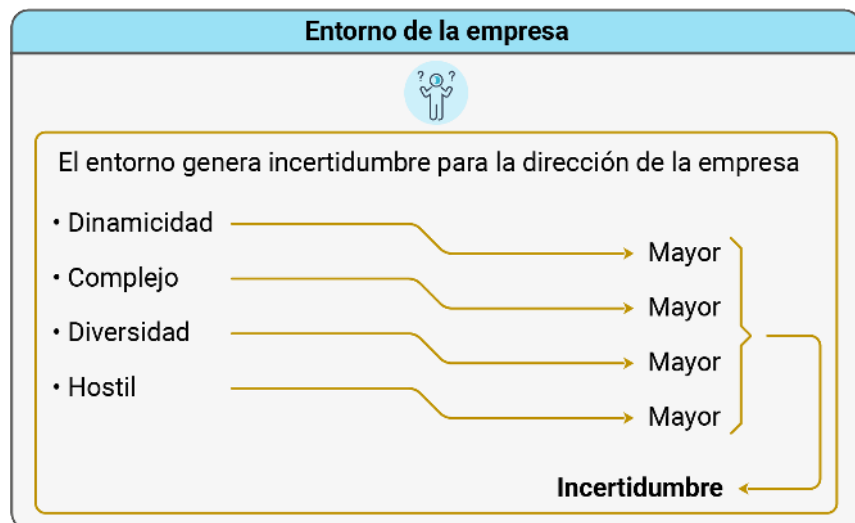 Entorno de la empresa
? ?
El entorno genera incertidumbre para la dirección de la empresa
• Dinamicidad
Mayor
• Complejo
Mayor
• Diversidad
Mayor
• Hostil
Mayor
Incertidumbre